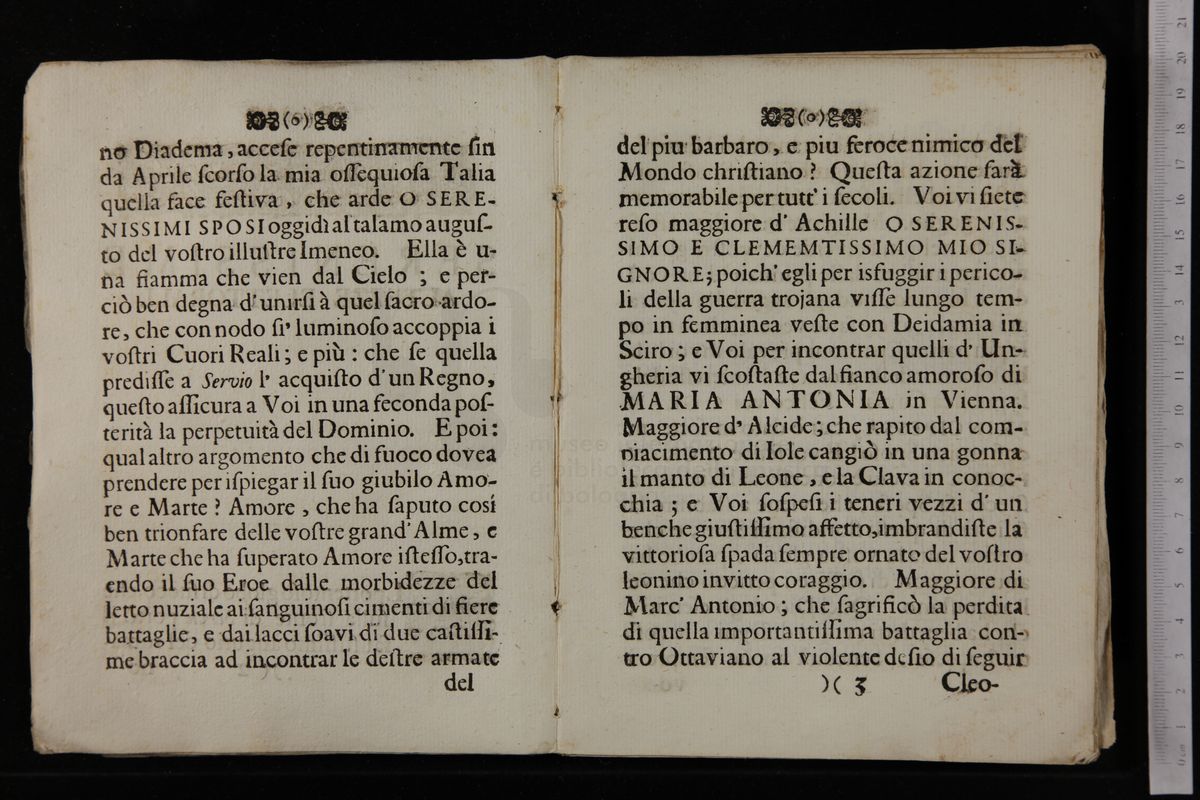 (o)
no Diadema, acceſe repentinamente ſin
da Aprile ſcorſo la mia oſſequioſa Talia
quella face feſtiva, che arde O SERE-
NISSIMI SPOSI oggidì al talamo auguſ-
to del voſtro illuſtre Imeneo. Ella è u-
na fiamma che vien dal Cielo ; e per-
ciò ben degna d' unirſi à quel ſacro ardo-
re, che con nodo ſi' luminoſo accoppia i
voſtri Cuori Reali ; e più : che ſe quella
prediſſe a Servio l' acquiſto d' un Regno,
queſto aſſicura a Voi in una feconda poſ-
terità la perpetuità del Dominio. E poi :
qual altro argomento che di fuoco dovea
prendere per iſpiegar il ſuo giubilo Amo-
re e Marte ? Amore , che ha ſaputo cosí
ben trionfare delle voſtre grand' Alme, e
Marte che ha ſuperato Amore iſteſſo, tra-
endo il ſuo Eroe dalle morbidezze del
letto nuziale ai ſanguinoſi cimenti di fiere
battaglie, e dai lacci ſoavi di due caſtiſſi-
me braccia ad incontrar le deſtre armate
del
(o)
del piu barbaro, e piu feroce nimico del
Mondo chriſtiano ? Queſta azione ſarà
memorabile per tutt' i ſecoli. Voi vi ſiete
reſo maggiore d' Achille O SERENIS-
SIMO E CLEMEMTISSIMO MIO SI-
GNORE; poich' egli per isfuggir i perico-
li della guerra trojana viſſe lungo tem-
po in femminea veſte con Deidamia in
Sciro ; e Voi per incontrar quelli d' Un-
gheria vi ſcoſtaſte dal fianco amoroſo di
MARIA ANTONIA in Vienna.
Maggiore d' Alcide ; che rapito dal com-
piacimento di Iole cangiò in una gonna
il manto di Leone, e la Clava in conoc-
chia ; e Voi ſoſpeſi i teneri vezzi d' un
benche giuſtiſſimo affetto, imbrandiſte la
vittorioſa ſpada ſempre ornato del voſtro
leonino invitto coraggio. Maggiore di
Marc' Antonio ; che ſagrificò la perdita
di quella importantiſſima battaglia con-
tro Ottaviano al violente deſio di ſeguir
)( 3 Cleo-